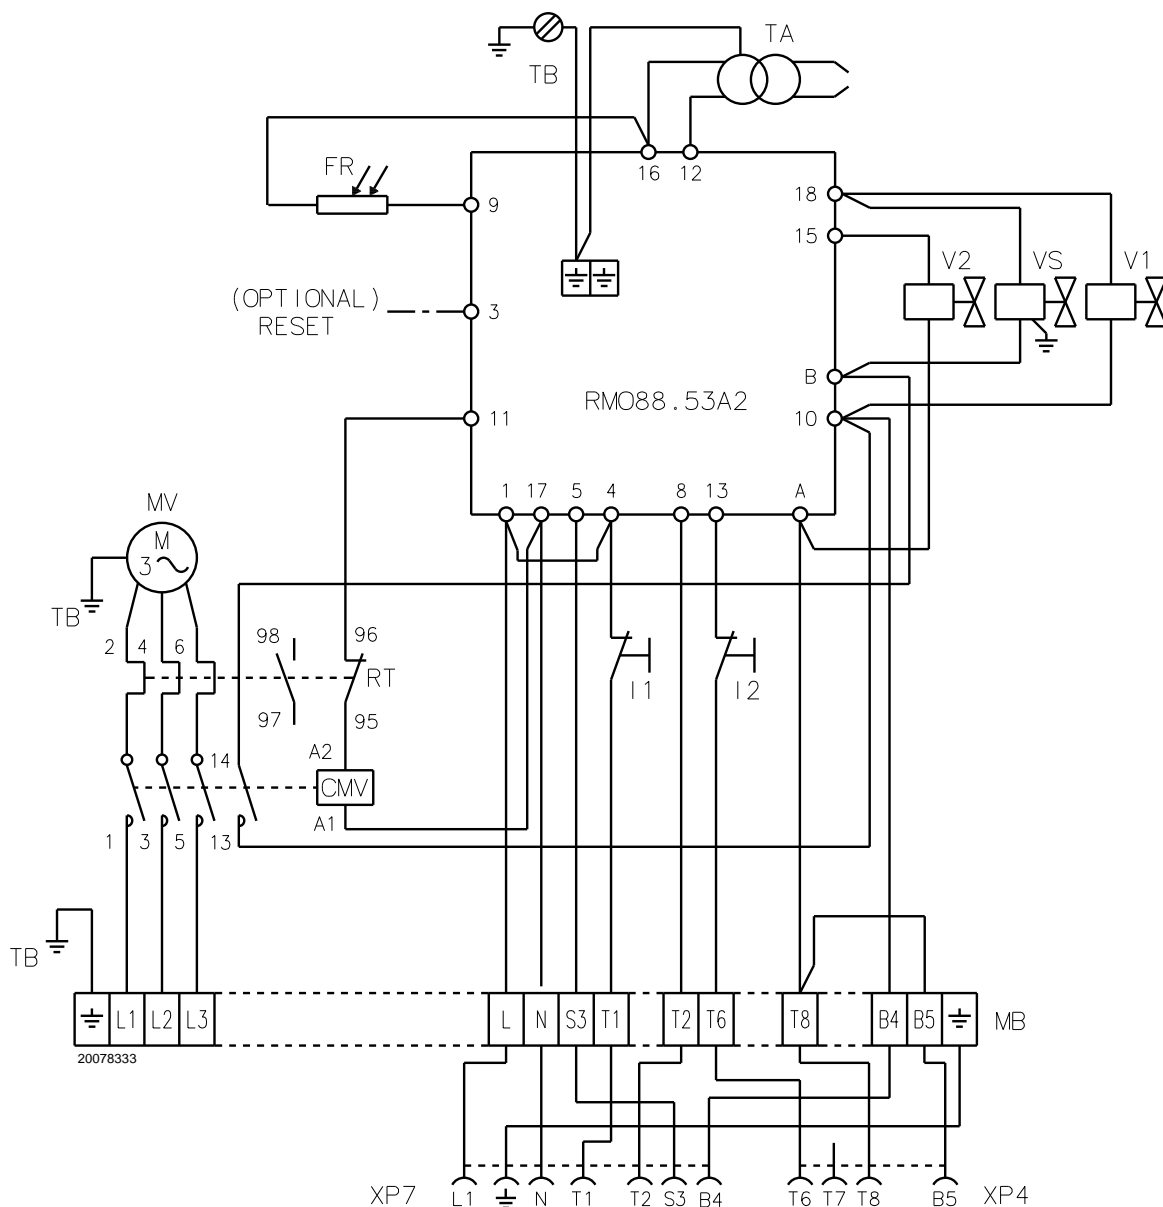 TA
TB
16 12
FR
9
18
15
V2 VS V1
(OPTIONAL)
RESET
3
B
RMO88.53A2
10
11
1 17 5 4 8 13 A
MV
M
3
TB
2 4 6
98 96
RT
I1 I2
97 95
A2
14
CMV
A1
1 3 5 13
TB
L1 L2 L3 L N S3 T1 T2 T6 T8 B4 B5 MB
20078333
XP7 L1 N T1 T2 S3 B4 T6 T7 T8 B5 XP4